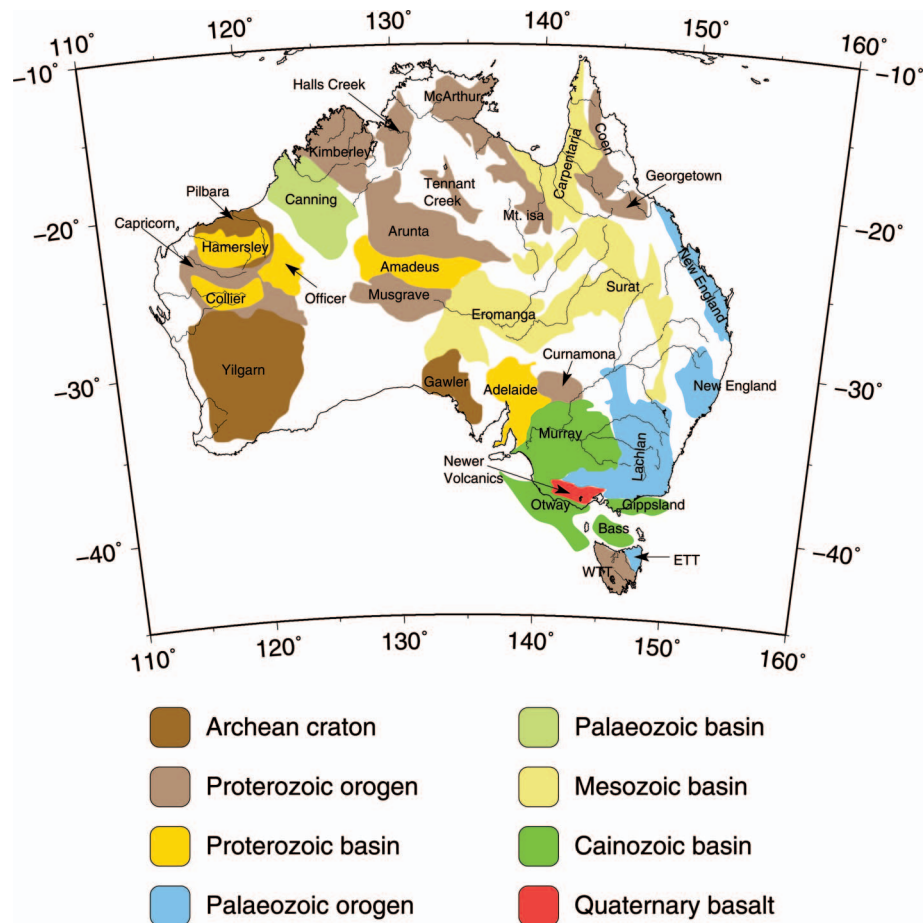 110˚
120˚
130˚
140˚
150˚
160˚
−10˚
−10˚
Halls Creek
McArthur
Kimberley
Carpentaria
Coen
Georgetown
Canning
Tennant
Creek
Mt. isa
Pilbara
−20˚
−20˚
Capricorn
Hamersley
Arunta
New England
Amadeus
Collier
Officer
Musgrave
Surat
Eromanga
Curnamona
−30˚
−30˚
Yilgarn
Gawler
Adelaide
New England
Murray
Lachlan
Newer
Volcanics
Otway
Gippsland
Bass
−40˚
−40˚
WTT
ETT
110˚
120˚
130˚
140˚
150˚
160˚
Archean craton
Proterozoic orogen
Proterozoic basin
Palaeozoic orogen
Palaeozoic basin
Mesozoic basin
Cainozoic basin
Quaternary basalt